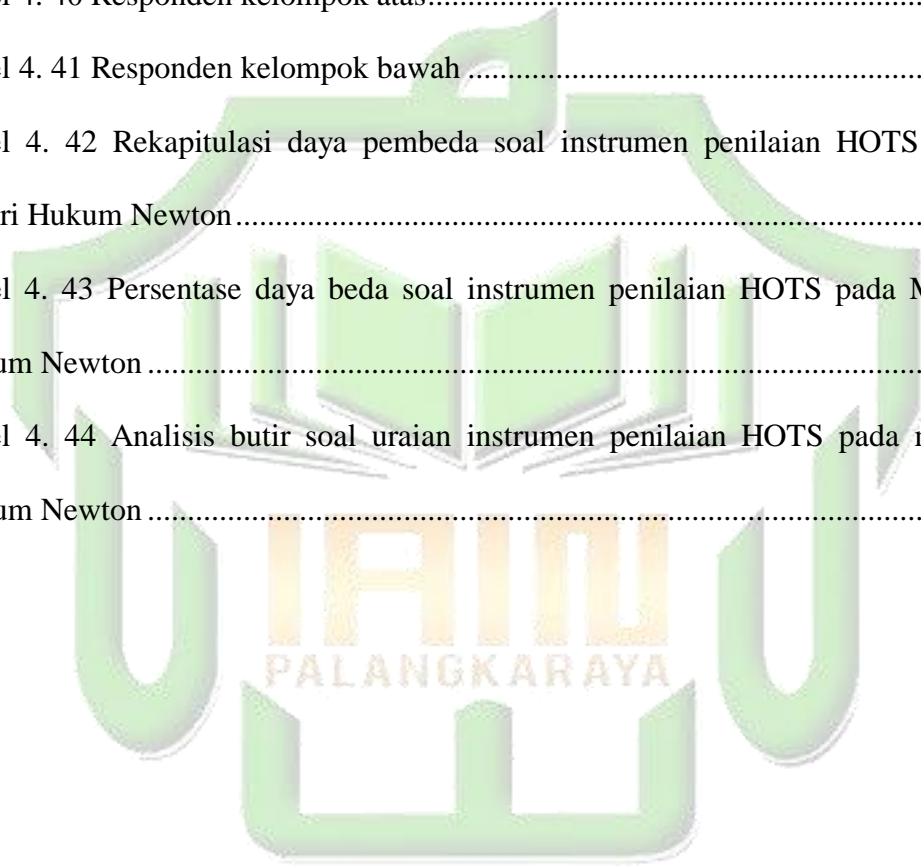 el 4. 40 Responden kelompok atas..........................................................
el 4. 41 Responden kelompok bawah ......................................................
el 4. 42 Rekapitulasi daya pembeda soal instrumen penilaian HOTS
ri Hukum Newton..................................................................................
el 4. 43 Persentase daya beda soal instrumen penilaian HOTS pada M
um Newton ............................................................................................
el 4. 44 Analisis butir soal uraian instrumen penilaian HOTS pada
um Newton ............................................................................................
IAIN
PALANGKARAYA